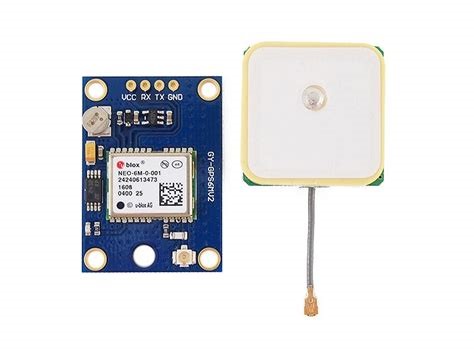 VCC RX TX GND
GY-GPS6MV2
u blox
NEO-6M-0-001
24240613473
1608
0400 25
u-blox AG